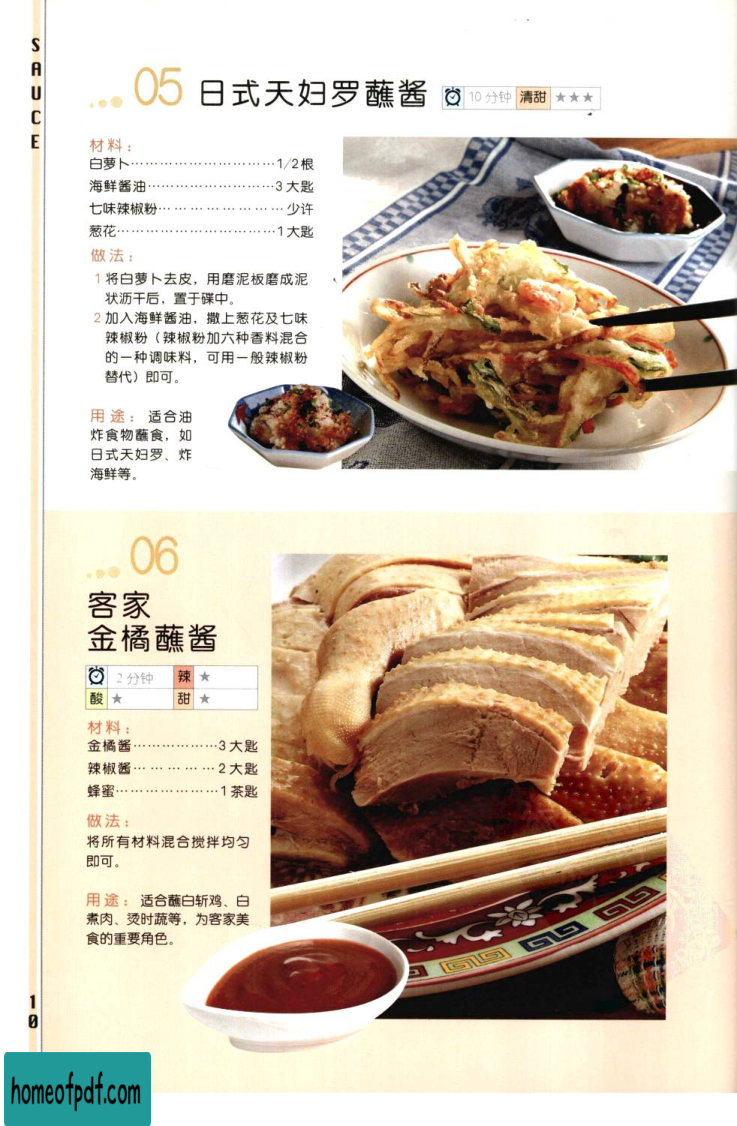 SAUCE
05 日式天妇罗蘸酱 10分钟 清甜 ★★★
材料：
白萝卜…………………………1/2根
海鲜酱油………………………3大匙
七味辣椒粉……………………少许
葱花……………………………1大匙
做法：
1 将白萝卜去皮，用磨泥板磨成泥
状沥干后，置于碟中。
2 加入海鲜酱油，撒上葱花及七味
辣椒粉（辣椒粉加六种香料混合
的一种调味料，可用一般辣椒粉
替代）即可。
用途：适合油
炸食物蘸食，如
日式天妇罗、炸
海鲜等。
06
客家
金橘蘸酱
2分钟 辣 ★
酸 ★ 甜 ★
材料：
金橘酱………………3大匙
辣椒酱………………2大匙
蜂蜜…………………1茶匙
做法：
将所有材料混合搅拌均匀
即可。
用途：适合蘸白斩鸡、白
煮肉、烫时蔬等，为客家美
食的重要角色。
10
homeofpdf.com